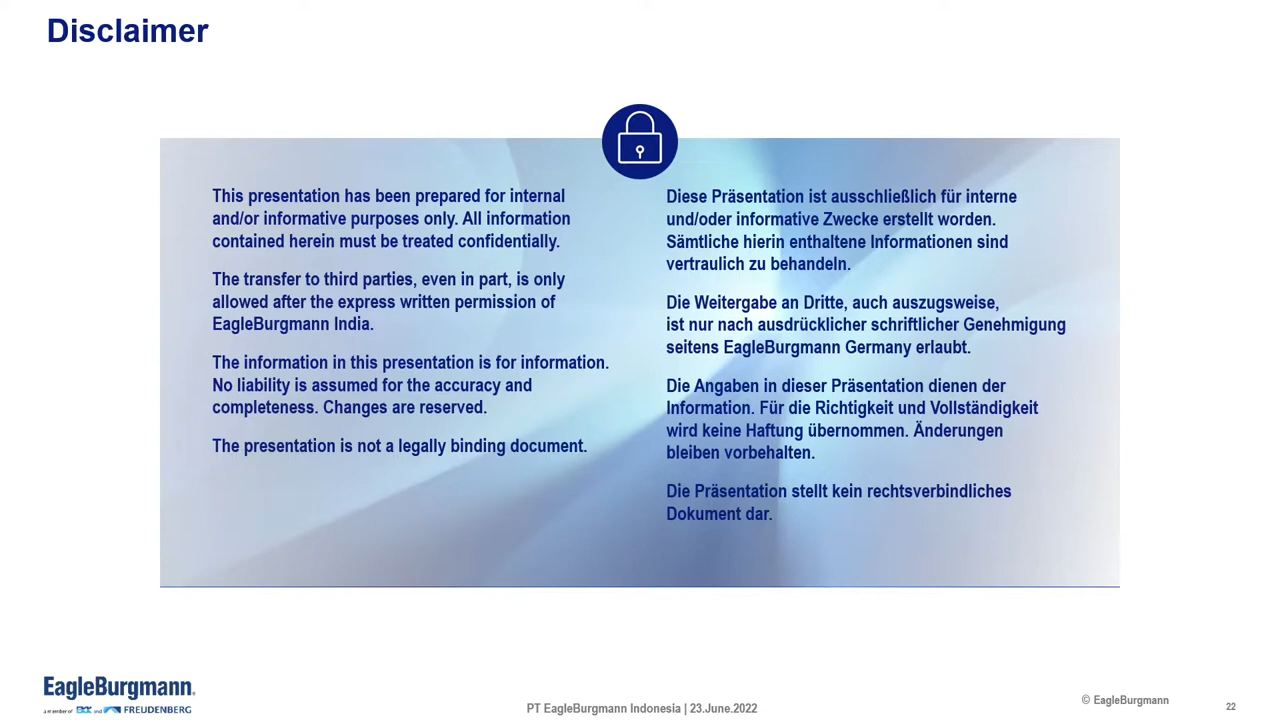 Disclaimer
This presentation has been prepared for internal
and/or informative purposes only. All information
contained herein must be treated confidentially.
The transfer to third parties, even in part, is only
allowed after the express written permission of
EagleBurgmann India.
The information in this presentation is for information.
No liability is assumed for the accuracy and
completeness. Changes are reserved.
The presentation is not a legally binding document.
Diese Präsentation ist ausschließlich für interne
und/oder informative Zwecke erstellt worden.
Sämtliche hierin enthaltene Informationen sind
vertraulich zu behandeln.
Die Weitergabe an Dritte, auch auszugsweise,
ist nur nach ausdrücklicher schriftlicher Genehmigung
seitens EagleBurgmann Germany erlaubt.
Die Angaben in dieser Präsentation dienen der
Information. Für die Richtigkeit und Vollständigkeit
wird keine Haftung übernommen. Änderungen
bleiben vorbehalten.
Die Präsentation stellt kein rechtsverbindliches
Dokument dar.
EagleBurgmann®
a member of EKK and FREUDENBERG
PT EagleBurgmann Indonesia | 23.June.2022
© EagleBurgmann
22